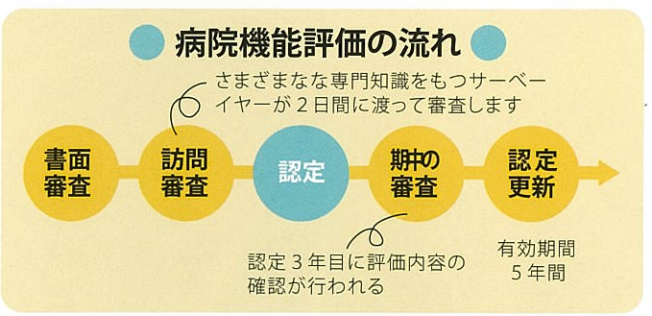 病院機能評価の流れ
さまざまなな専門知識をもつサーベー
イヤーが2日間に渡って審査します
書面
審査
訪問
審査
認定
期中の
審査
認定
更新
認定3年目に評価内容の
確認が行われる
有効期間
5年間